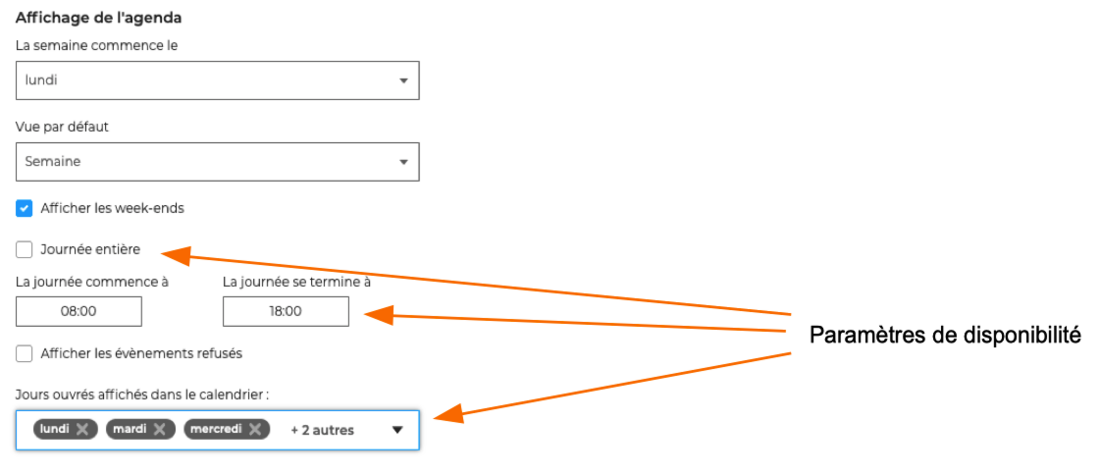 Affichage de l'agenda
La semaine commence le
lundi
Vue par défaut
Semaine
Afficher les week-ends
Journée entière
La journée commence à La journée se termine à
08:00 18:00
Paramètres de disponibilité
Afficher les évènements refusés
Jours ouvrés affichés dans le calendrier :
lundi mardi mercredi + 2 autres